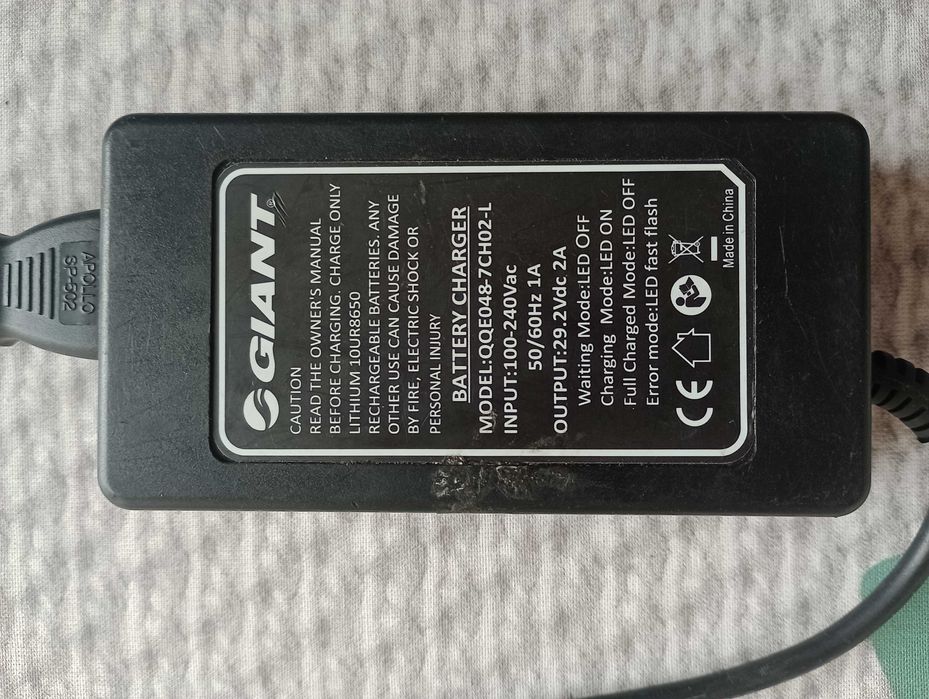 GIANT®
CAUTION
READ THE OWNER'S MANUAL
BEFORE CHARGING. CHARGE ONLY
LITHIUM 10UR8650
RECHARGEABLE BATTERIES. ANY
OTHER USE CAN CAUSE DAMAGE
BY FIRE, ELECTRIC SHOCK OR
PERSONAL INJURY
BATTERY CHARGER
MODEL:QQE048-7CH02-L
INPUT:100-240Vac
50/60Hz 1A
OUTPUT:29.2Vdc 2A
Waiting Mode:LED OFF
Charging Mode:LED ON
Full Charged Mode:LED OFF
Error mode:LED fast flash
CE
Made in China
APOLLO
SP-502